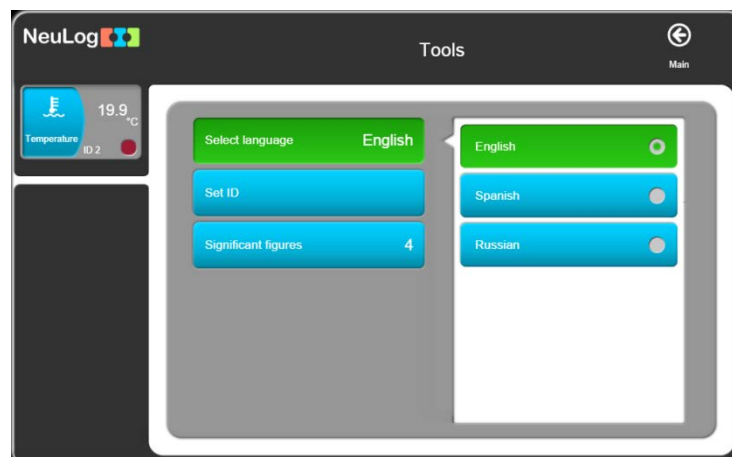 NeuLog
Tools
Main
19.9
°C
Temperature
ID 2
Select language English
Set ID
Significant figures 4
English
Spanish
Russian